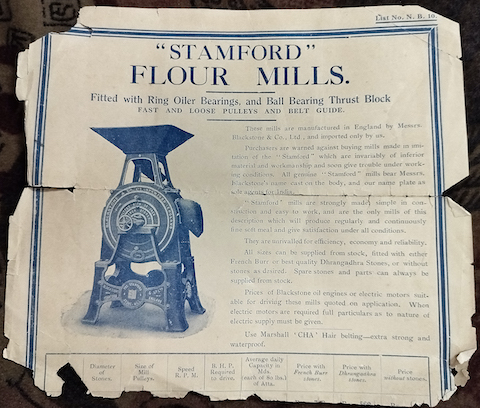 List No. N. B. 10.
"STAMFORD"
FLOUR MILLS.
Fitted with Ring Oiler Bearings, and Ball Bearing Thrust Block
FAST AND LOOSE PULLEYS AND BELT GUIDE.
These mills are manufactured in England by Messrs.
Blackstone & Co., Ltd., and imported only by us.
Purchasers are warned against buying mills made in imi-
tation of the "Stamford" which are invariably of inferior
material and workmanship and soon give trouble under work-
ing conditions. All genuine "Stamford" mills bear Messrs.
Blackstone's name cast on the body, and our name plate as
sole agents for India.
"Stamford" mills are strongly made, simple in con-
struction and easy to work, and are the only mills of this
description which will produce regularly and continuously
fine soft meal and give satisfaction under all conditions.
They are unrivalled for efficiency, economy and reliability.
All sizes can be supplied from stock, fitted with either
French Burr or best quality Dhrangadhra Stones, or without
stones as desired. Spare stones and parts can always be
supplied from stock.
Prices of Blackstone oil engines or electric motors suit-
able for driving these mills quoted on application. When
electric motors are required full particulars as to nature of
electric supply must be given.
Use Marshall 'CHA' Hair belting—extra strong and
waterproof.
Diameter of Stones.
Size of Mill Pulleys.
Speed R. P. M.
B. H. P. Required to drive.
Average daily Capacity in Mds. (each of 80 lbs.) of Atta.
Price with French Burr stones.
Price with Dhrangadhra stones.
Price without stones.